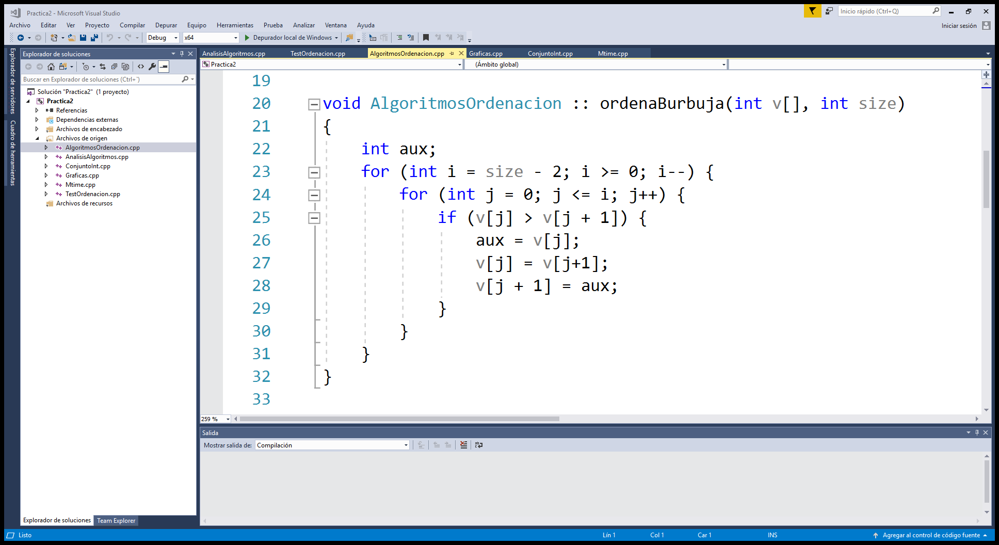 Practica2 - Microsoft Visual Studio
Inicio rápido (Ctrl+Q)
Archivo Editar Ver Proyecto Compilar Depurar Equipo Herramientas Prueba Analizar Ventana Ayuda
Iniciar sesión
Debug x64 Depurador local de Windows
Explorador de servidores
Cuadro de herramientas
Explorador de soluciones
Buscar en Explorador de soluciones (Ctrl+`)
Solución "Practica2" (1 proyecto)
Practica2
Referencias
Dependencias externas
Archivos de encabezado
Archivos de origen
AlgoritmosOrdenacion.cpp
AnalisisAlgoritmos.cpp
ConjuntoInt.cpp
Graficas.cpp
Mtime.cpp
TestOrdenacion.cpp
Archivos de recursos
Explorador de soluciones Team Explorer
AnalisisAlgoritmos.cpp TestOrdenacion.cpp AlgoritmosOrdenacion.cpp Graficas.cpp ConjuntoInt.cpp Mtime.cpp
Practica2 (Ámbito global)
19
20 void AlgoritmosOrdenacion :: ordenaBurbuja(int v[], int size)
21 {
22 int aux;
23 for (int i = size - 2; i >= 0; i--) {
24 for (int j = 0; j <= i; j++) {
25 if (v[j] > v[j + 1]) {
26 aux = v[j];
27 v[j] = v[j+1];
28 v[j + 1] = aux;
29 }
30 }
31 }
32 }
33
259 %
Salida
Mostrar salida de: Compilación
Listo Lín 1 Col 1 Car 1 INS Agregar al control de código fuente